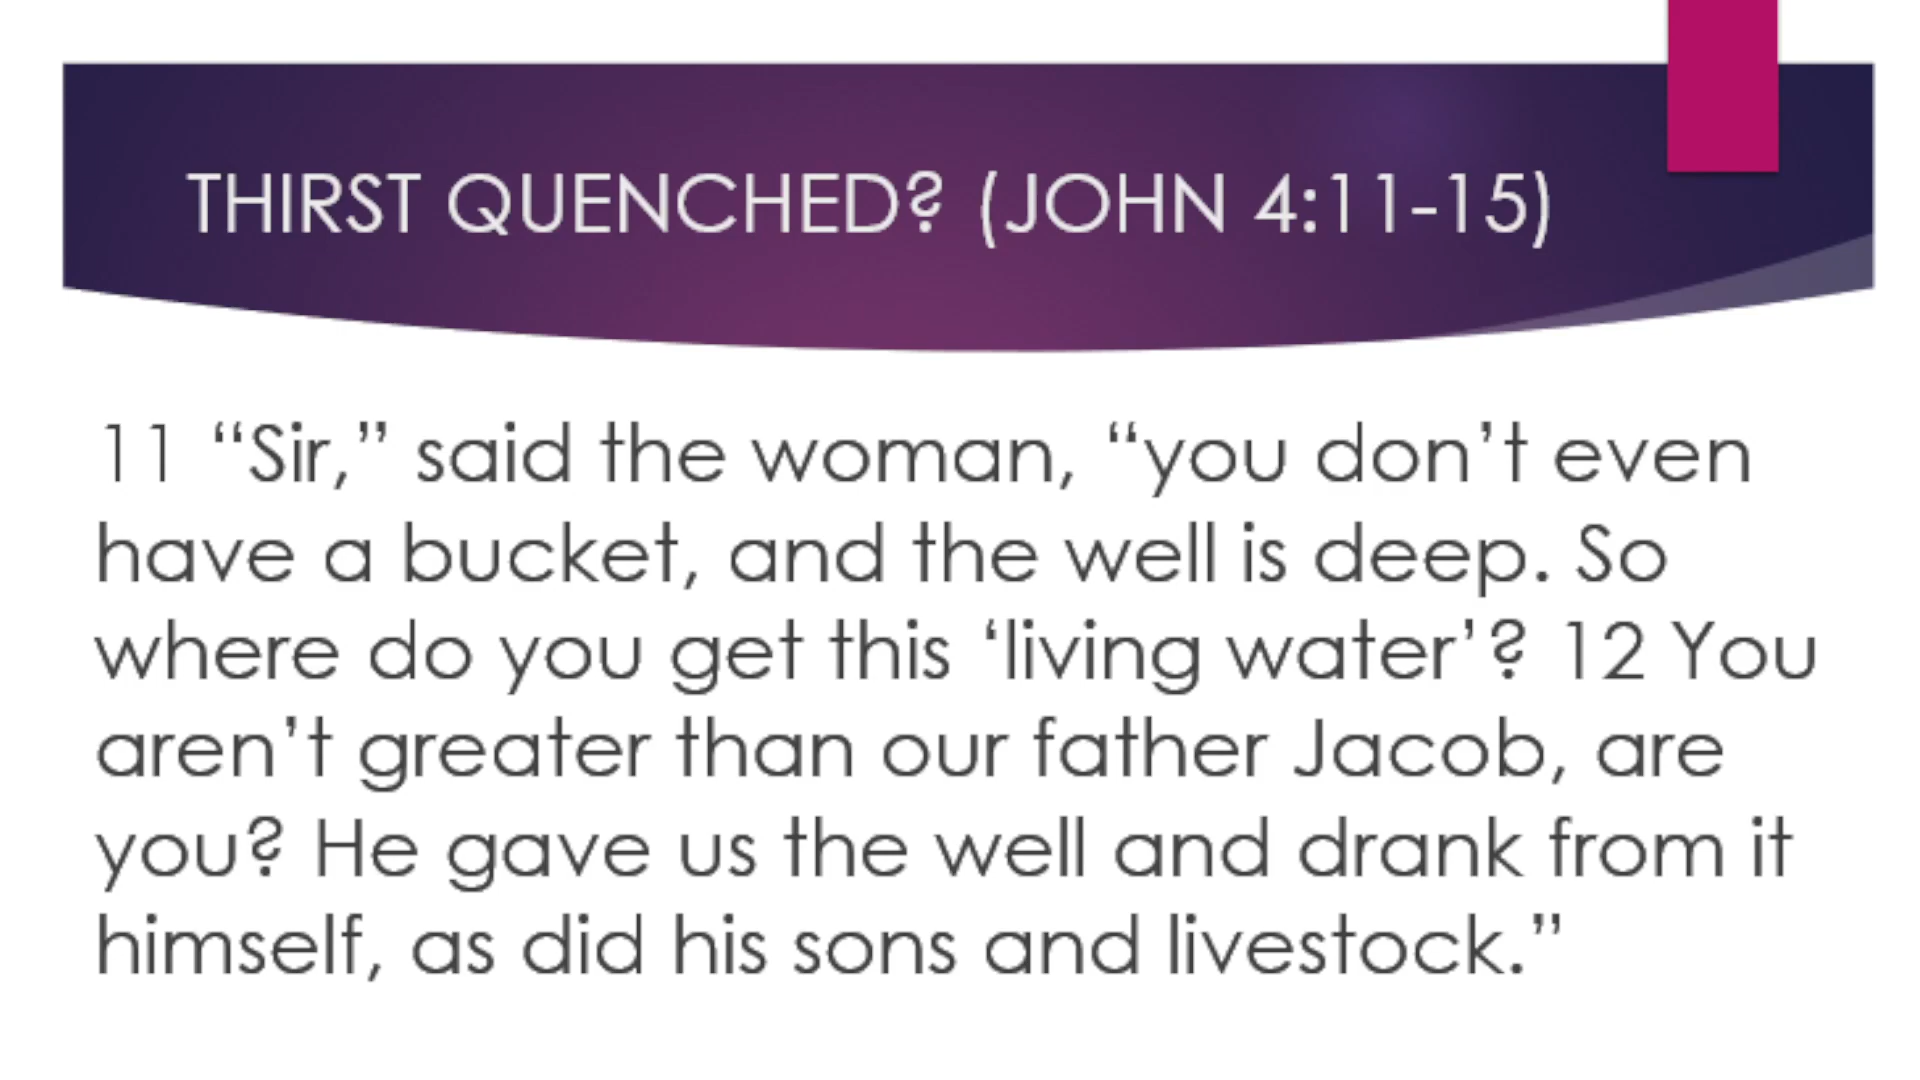 THIRST QUENCHED? (JOHN 4:11-15)
11 “Sir,” said the woman, “you don’t even
have a bucket, and the well is deep. So
where do you get this ‘living water’? 12 You
aren’t greater than our father Jacob, are
you? He gave us the well and drank from it
himself, as did his sons and livestock.”